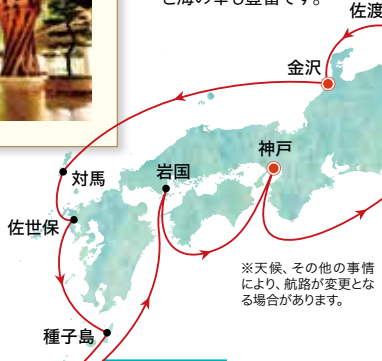 と海の幸も豊富です。
佐渡
金沢
神戸
岩国
対馬
佐世保
種子島
※天候、その他の事情
により、航路が変更とな
る場合があります。